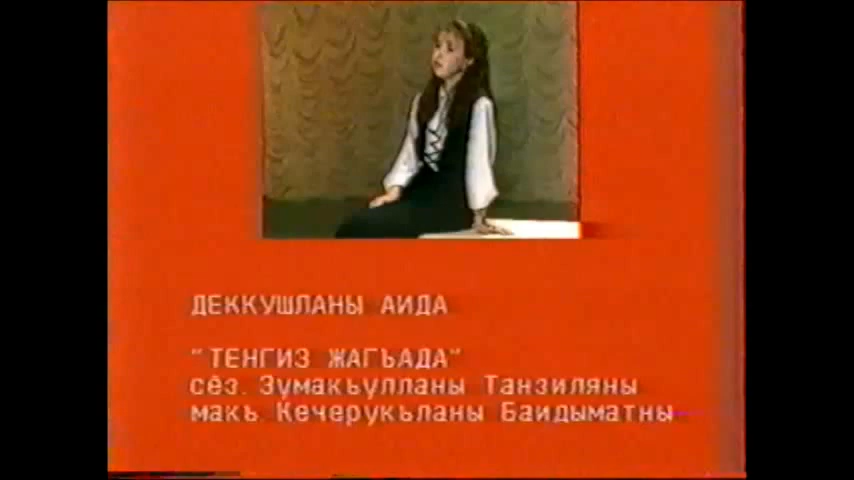 ДЕККУШЛАНЫ АИДА
"ТЕНГИЗ ЖАГЪАДА"
сёз. Зумакъулланы Танзиляны
макъ. Кечерукъланы Баидыматны